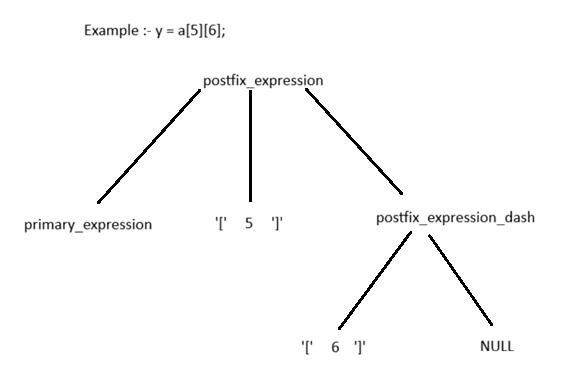 Example :- y = a[5][6];
postfix_expression
primary_expression '[' 5 ']' postfix_expression_dash
'[' 6 ']' NULL